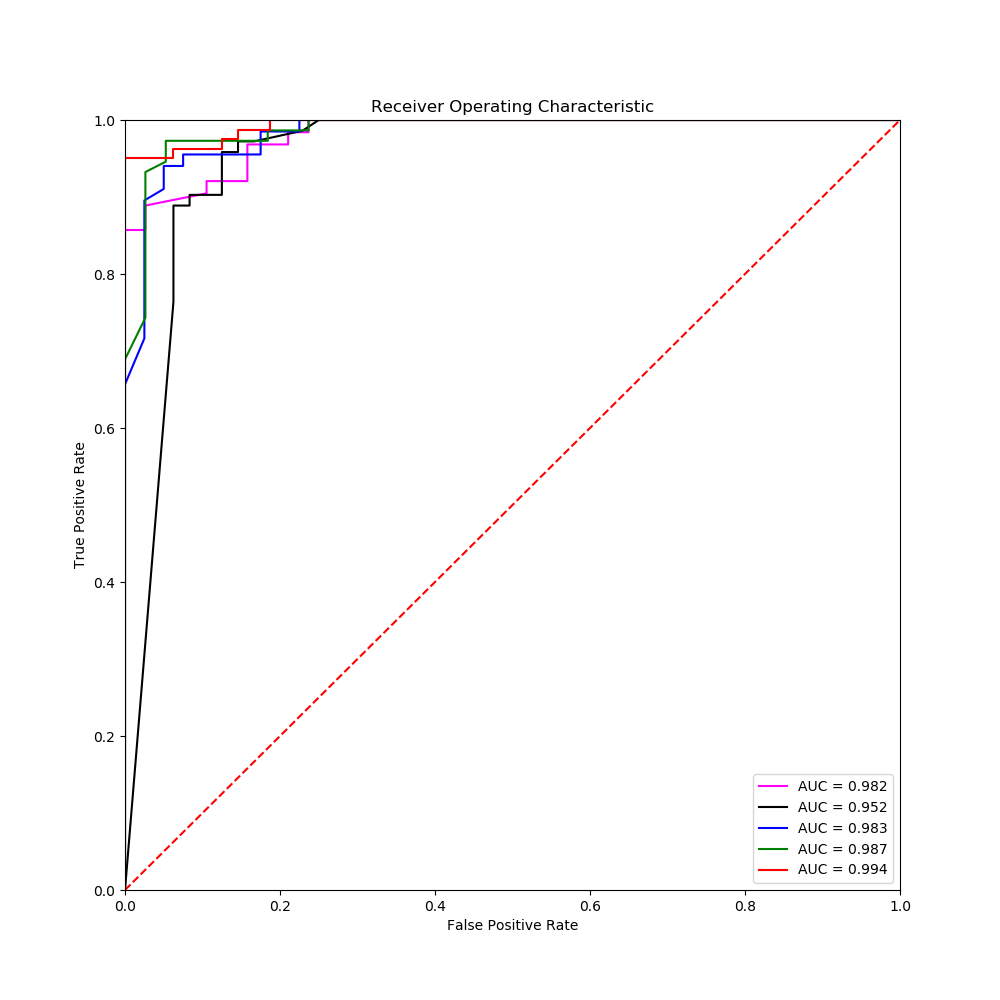 Receiver Operating Characteristic
1.0
0.8
0.6
0.4
0.2
0.0
True Positive Rate
AUC = 0.982
AUC = 0.952
AUC = 0.983
AUC = 0.987
AUC = 0.994
0.0 0.2 0.4 0.6 0.8 1.0
False Positive Rate